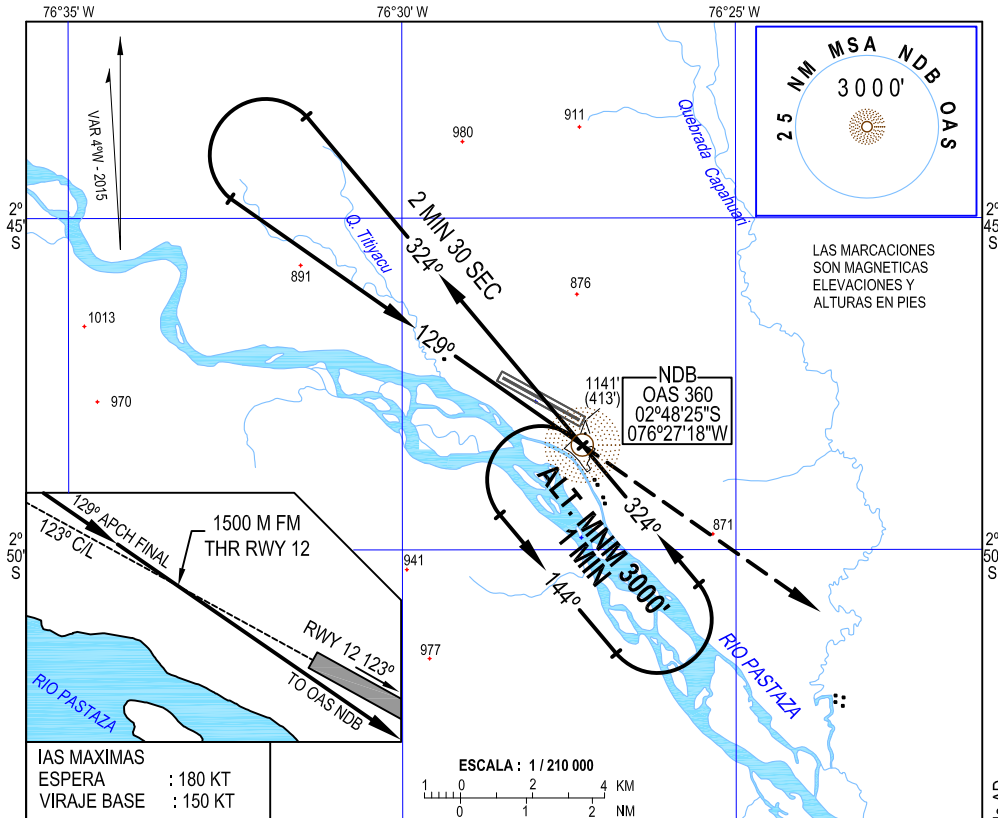 76°35' W
76°30' W
76°25' W
VAR 4°W - 2015
25 NM MSA NDB OAS
3000'
980
911
Quebrada Capahuari
2°
45'
S
2°
45'
S
2 MIN 30 SEC
324°
Q. Titiyacu
891
876
LAS MARCACIONES
SON MAGNETICAS
ELEVACIONES Y
ALTURAS EN PIES
1013
129°
970
1141'
(413')
NDB
OAS 360
02°48'25"S
076°27'18"W
ALT. MNM 3000'
1 MIN
324°
144°
871
2°
50'
S
2°
50'
S
941
977
RIO PASTAZA
129° APCH FINAL
123° C/L
1500 M FM
THR RWY 12
RWY 12 123°
TO OAS NDB
RIO PASTAZA
IAS MAXIMAS
ESPERA : 180 KT
VIRAJE BASE : 150 KT
ESCALA : 1 / 210 000
1 0 2 4 KM
0 1 2 NM